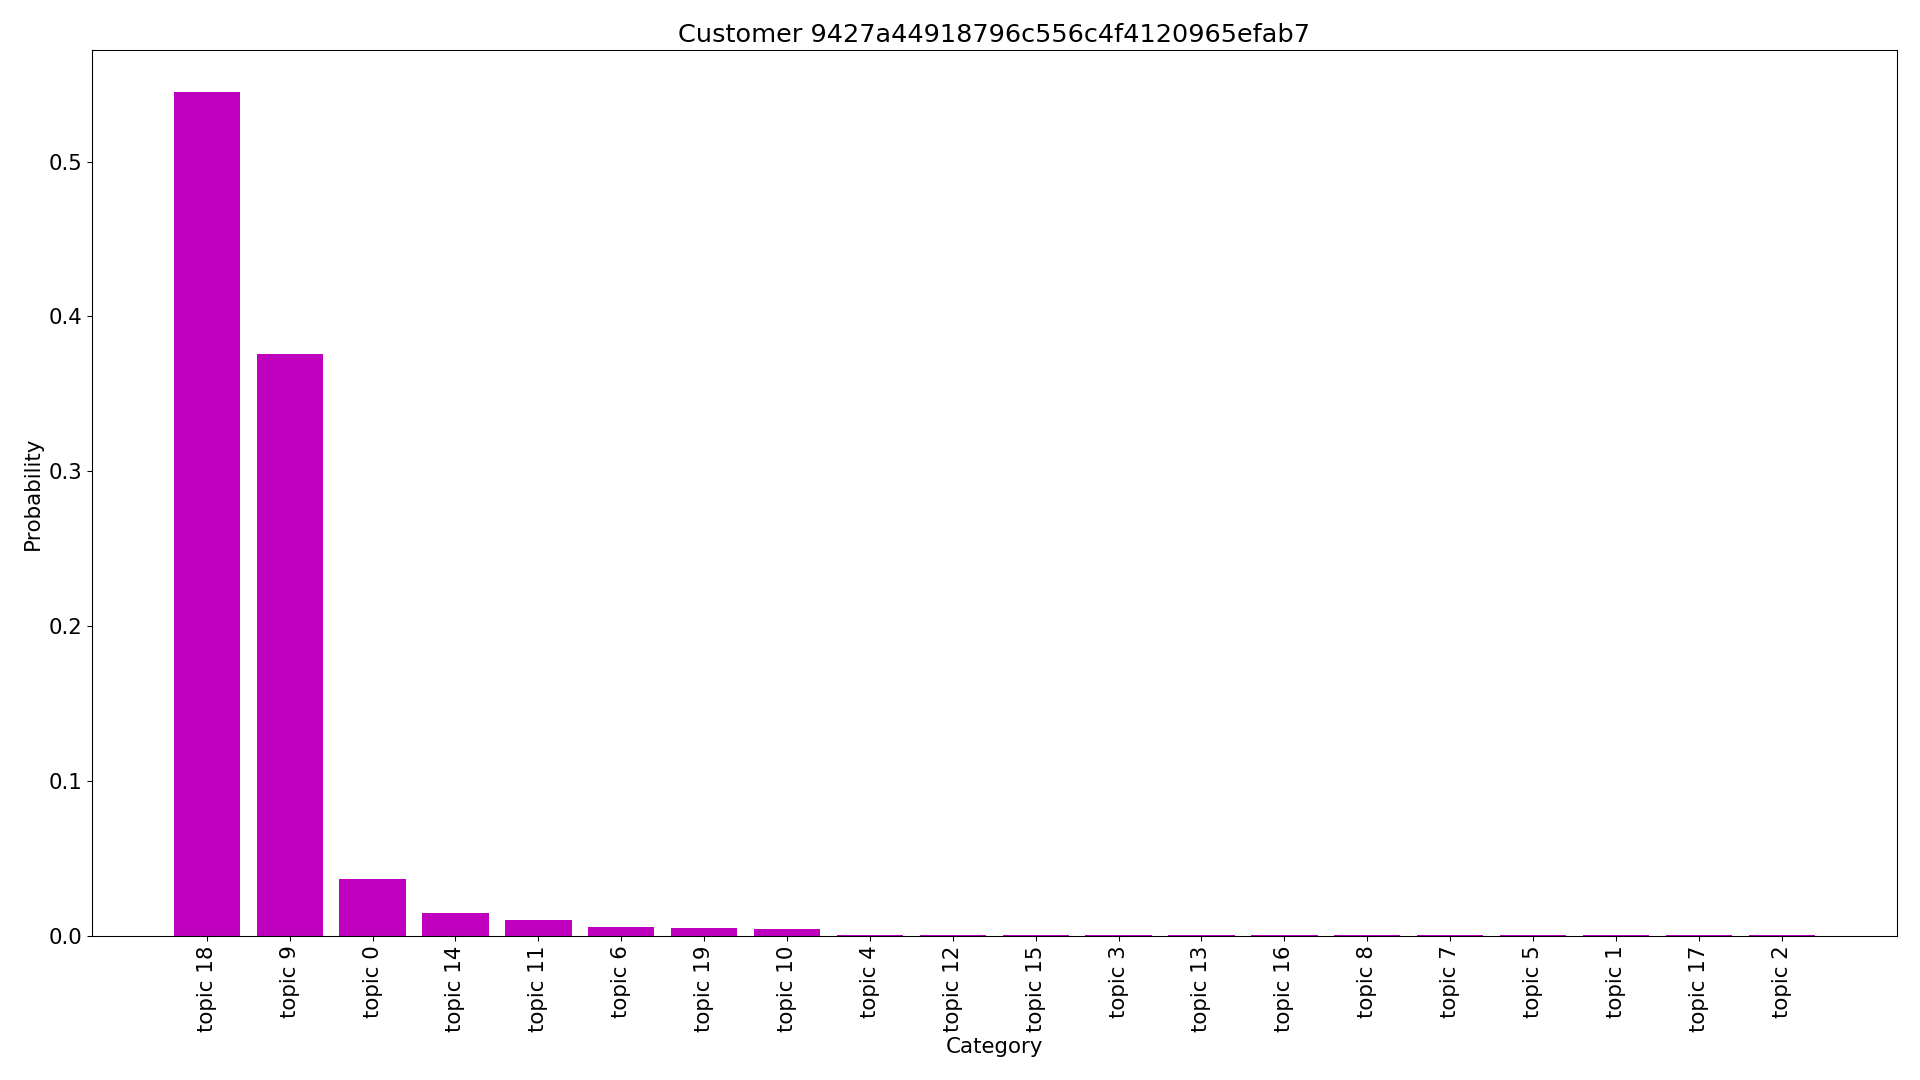 Customer 9427a44918796c556c4f4120965efab7
Probability
0.5
0.4
0.3
0.2
0.1
0.0
topic 18
topic 9
topic 0
topic 14
topic 11
topic 6
topic 19
topic 10
topic 4
topic 12
topic 15
topic 3
topic 13
topic 16
topic 8
topic 7
topic 5
topic 1
topic 17
topic 2
Category